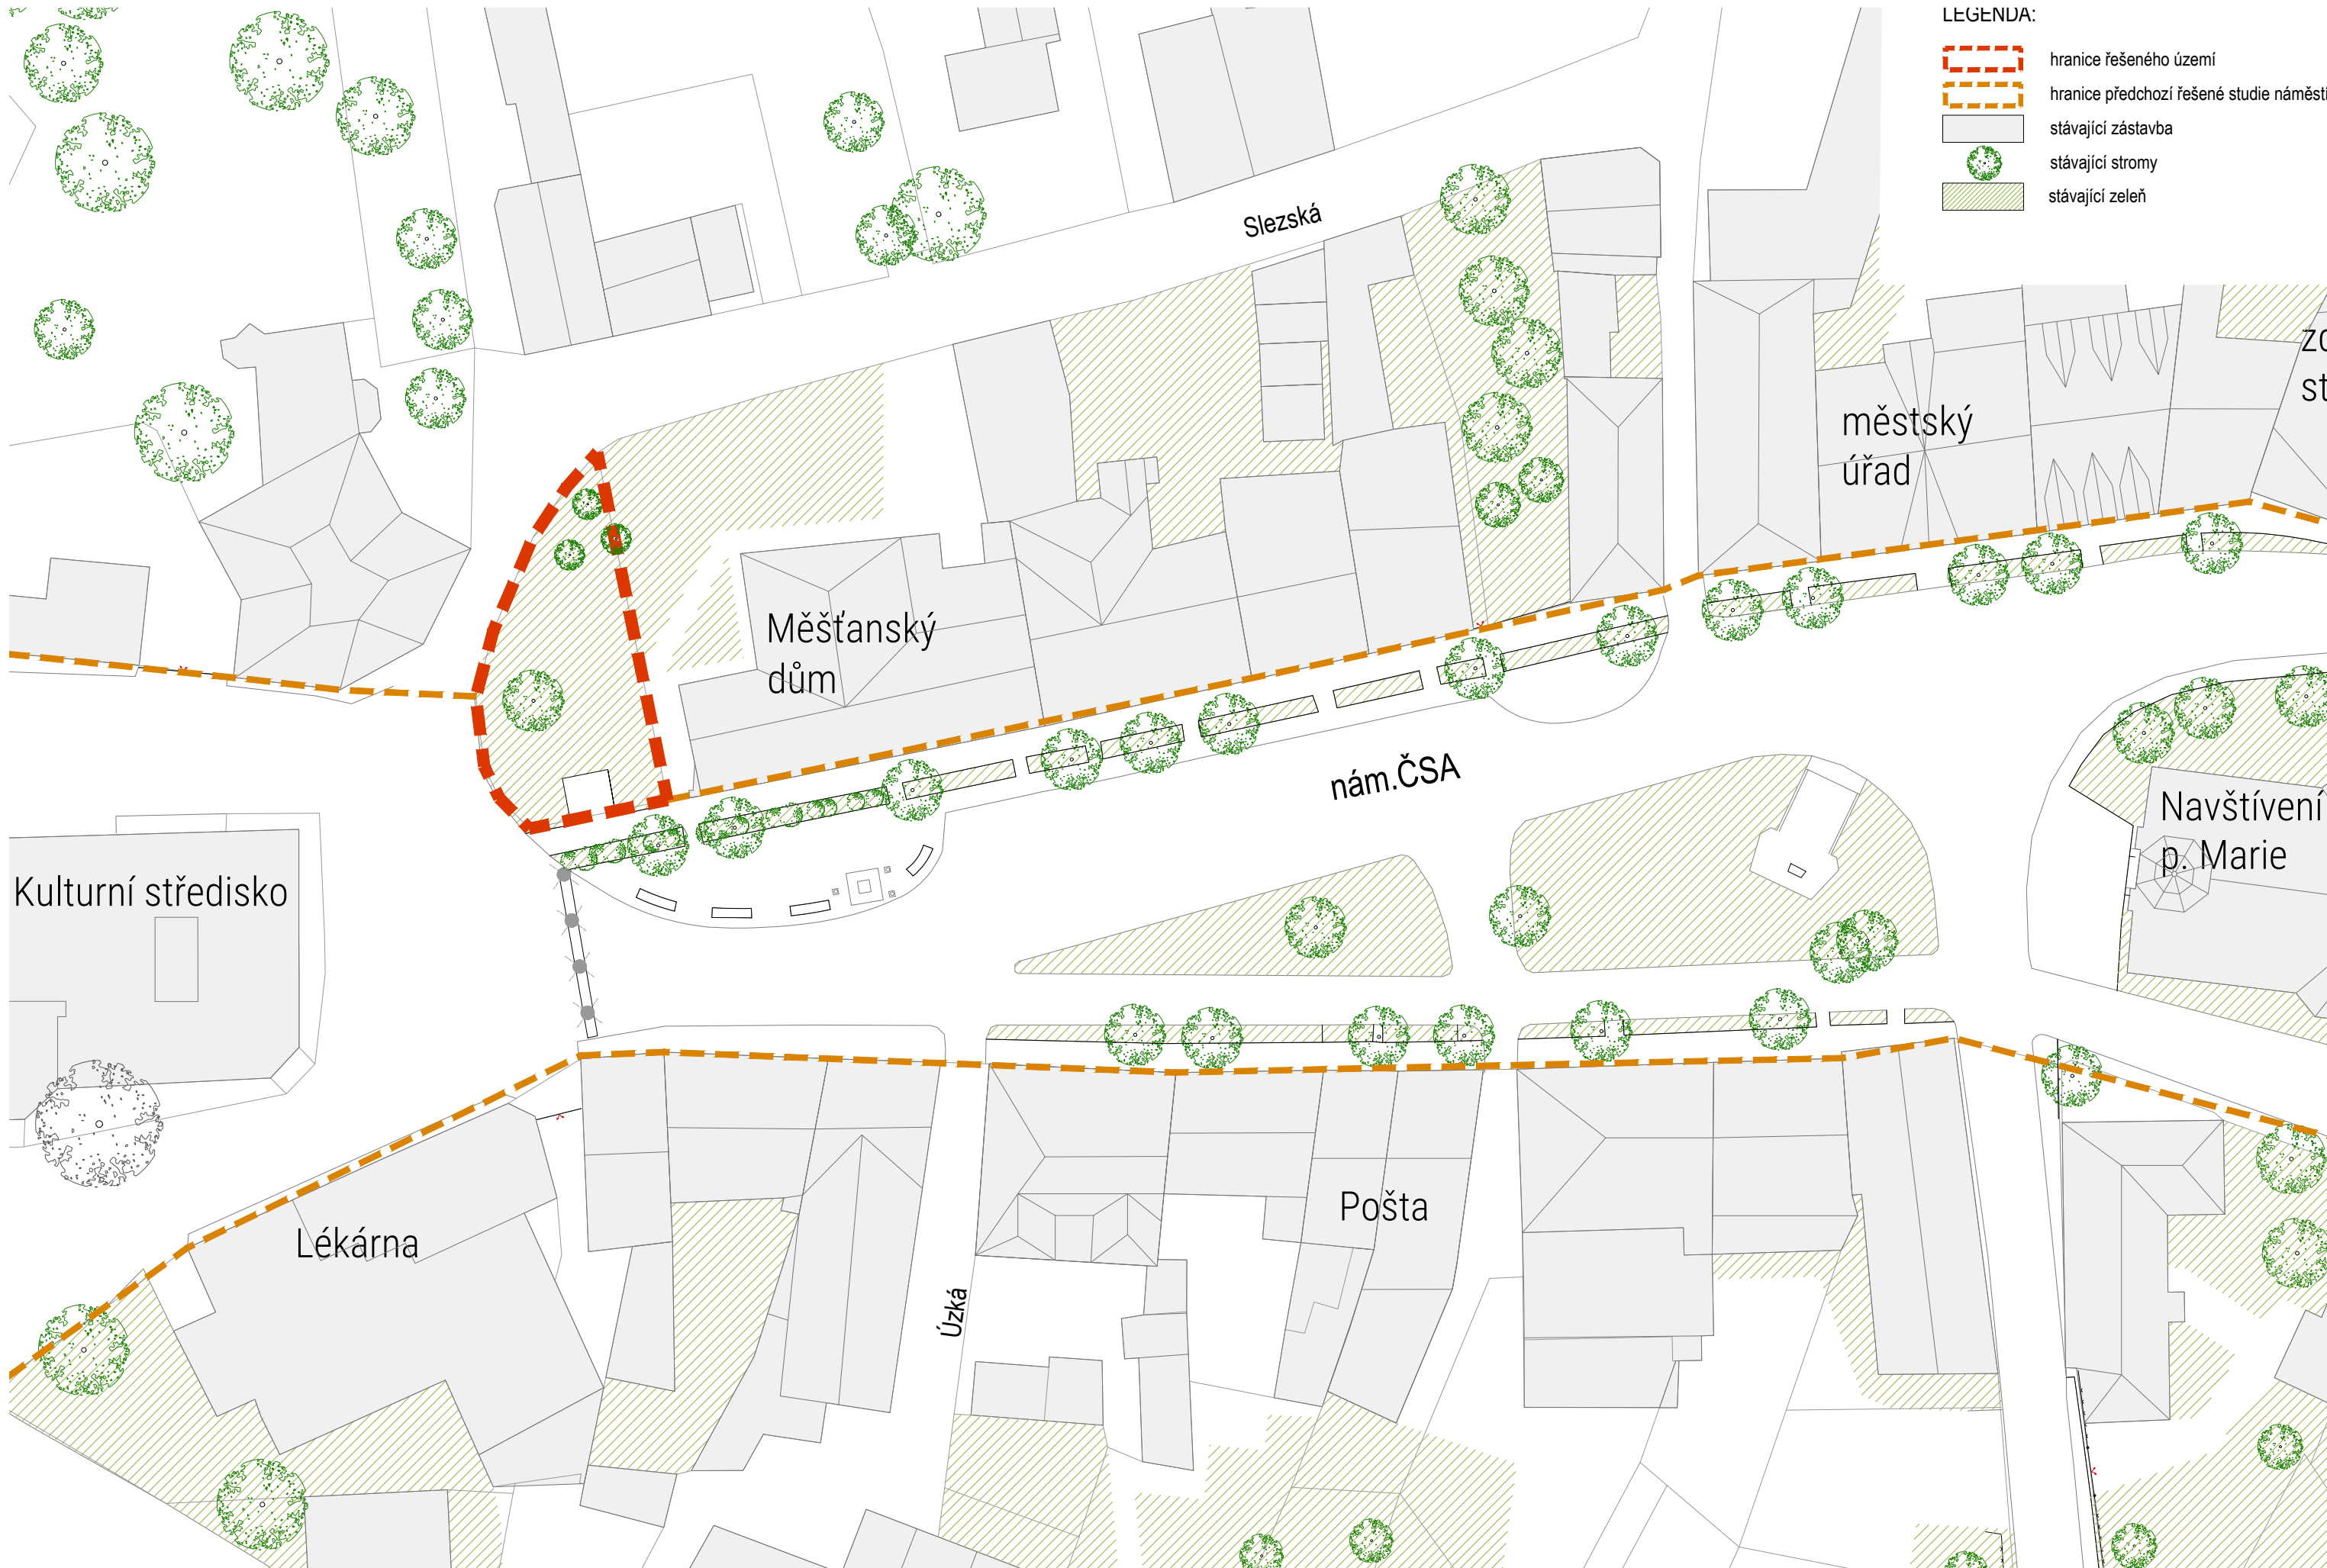 LEGENDA:
hranice řešeného území
hranice předchozí řešené studie náměstí
stávající zástavba
stávající stromy
stávající zeleň
Slezská
městský
úřad
Měšťanský
dům
nám.ČSA
Navštívení
p. Marie
Kulturní středisko
Lékárna
Pošta
Úzká